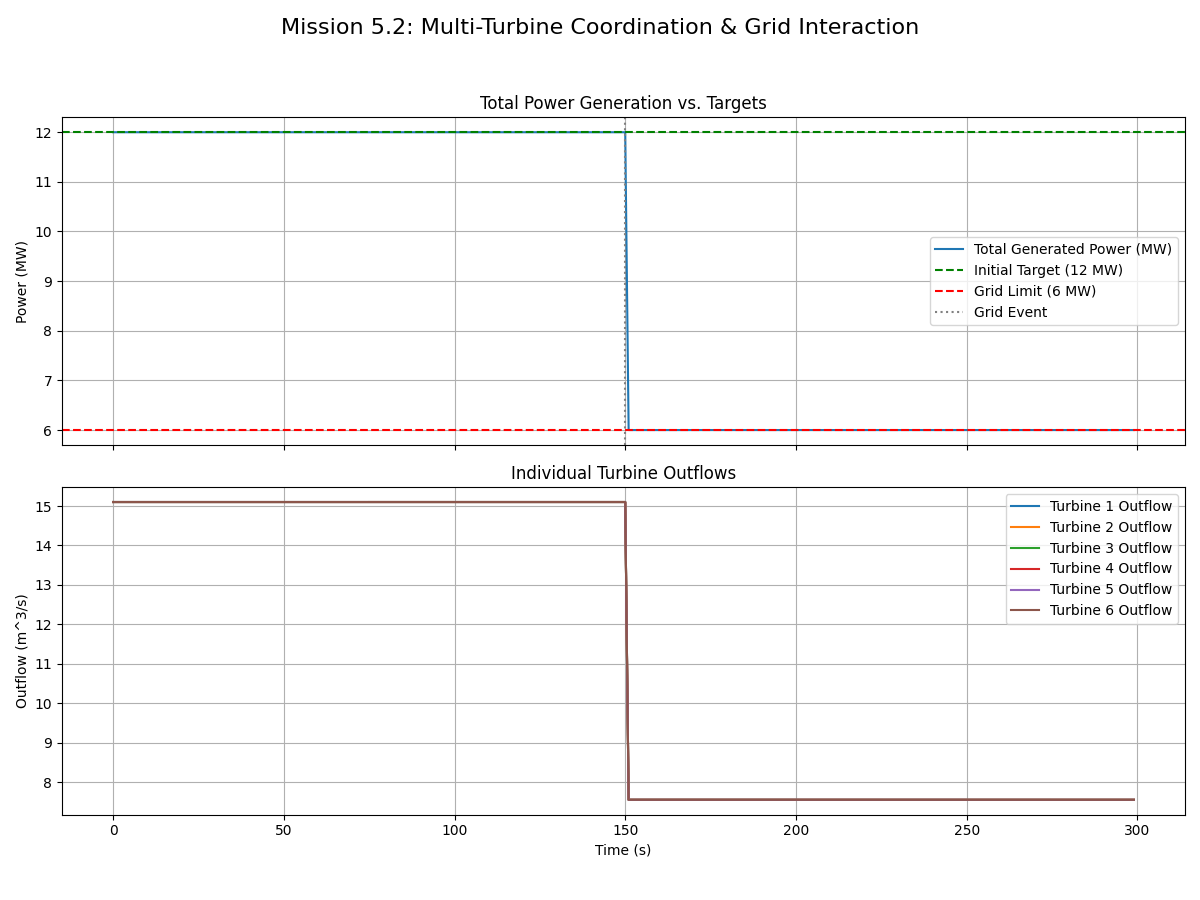 Mission 5.2: Multi-Turbine Coordination & Grid Interaction
Total Power Generation vs. Targets
12
11
10
9
8
7
6
Power (MW)
Total Generated Power (MW)
Initial Target (12 MW)
Grid Limit (6 MW)
Grid Event
Individual Turbine Outflows
15
14
13
12
11
10
9
8
Outflow (m^3/s)
Turbine 1 Outflow
Turbine 2 Outflow
Turbine 3 Outflow
Turbine 4 Outflow
Turbine 5 Outflow
Turbine 6 Outflow
0 50 100 150 200 250 300
Time (s)